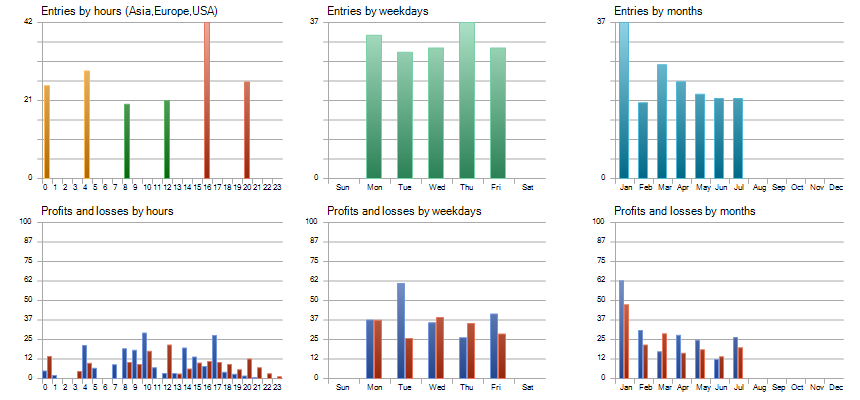 Entries by hours (Asia,Europe,USA)
42
21
0
0 1 2 3 4 5 6 7 8 9 10 11 12 13 14 15 16 17 18 19 20 21 22 23
Entries by weekdays
37
0
Sun Mon Tue Wed Thu Fri Sat
Entries by months
37
0
Jan Feb Mar Apr May Jun Jul Aug Sep Oct Nov Dec
Profits and losses by hours
100
87
75
62
50
37
25
12
0
0 1 2 3 4 5 6 7 8 9 10 11 12 13 14 15 16 17 18 19 20 21 22 23
Profits and losses by weekdays
100
87
75
62
50
37
25
12
0
Sun Mon Tue Wed Thu Fri Sat
Profits and losses by months
100
87
75
62
50
37
25
12
0
Jan Feb Mar Apr May Jun Jul Aug Sep Oct Nov Dec